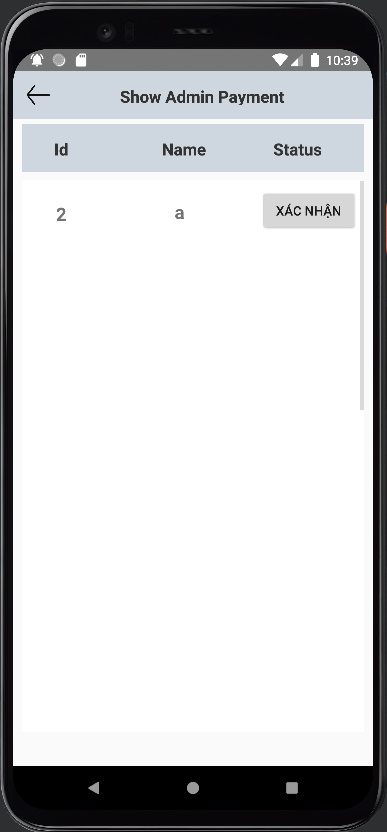 10:39
Show Admin Payment
Id Name Status
2 a XÁC NHẬN